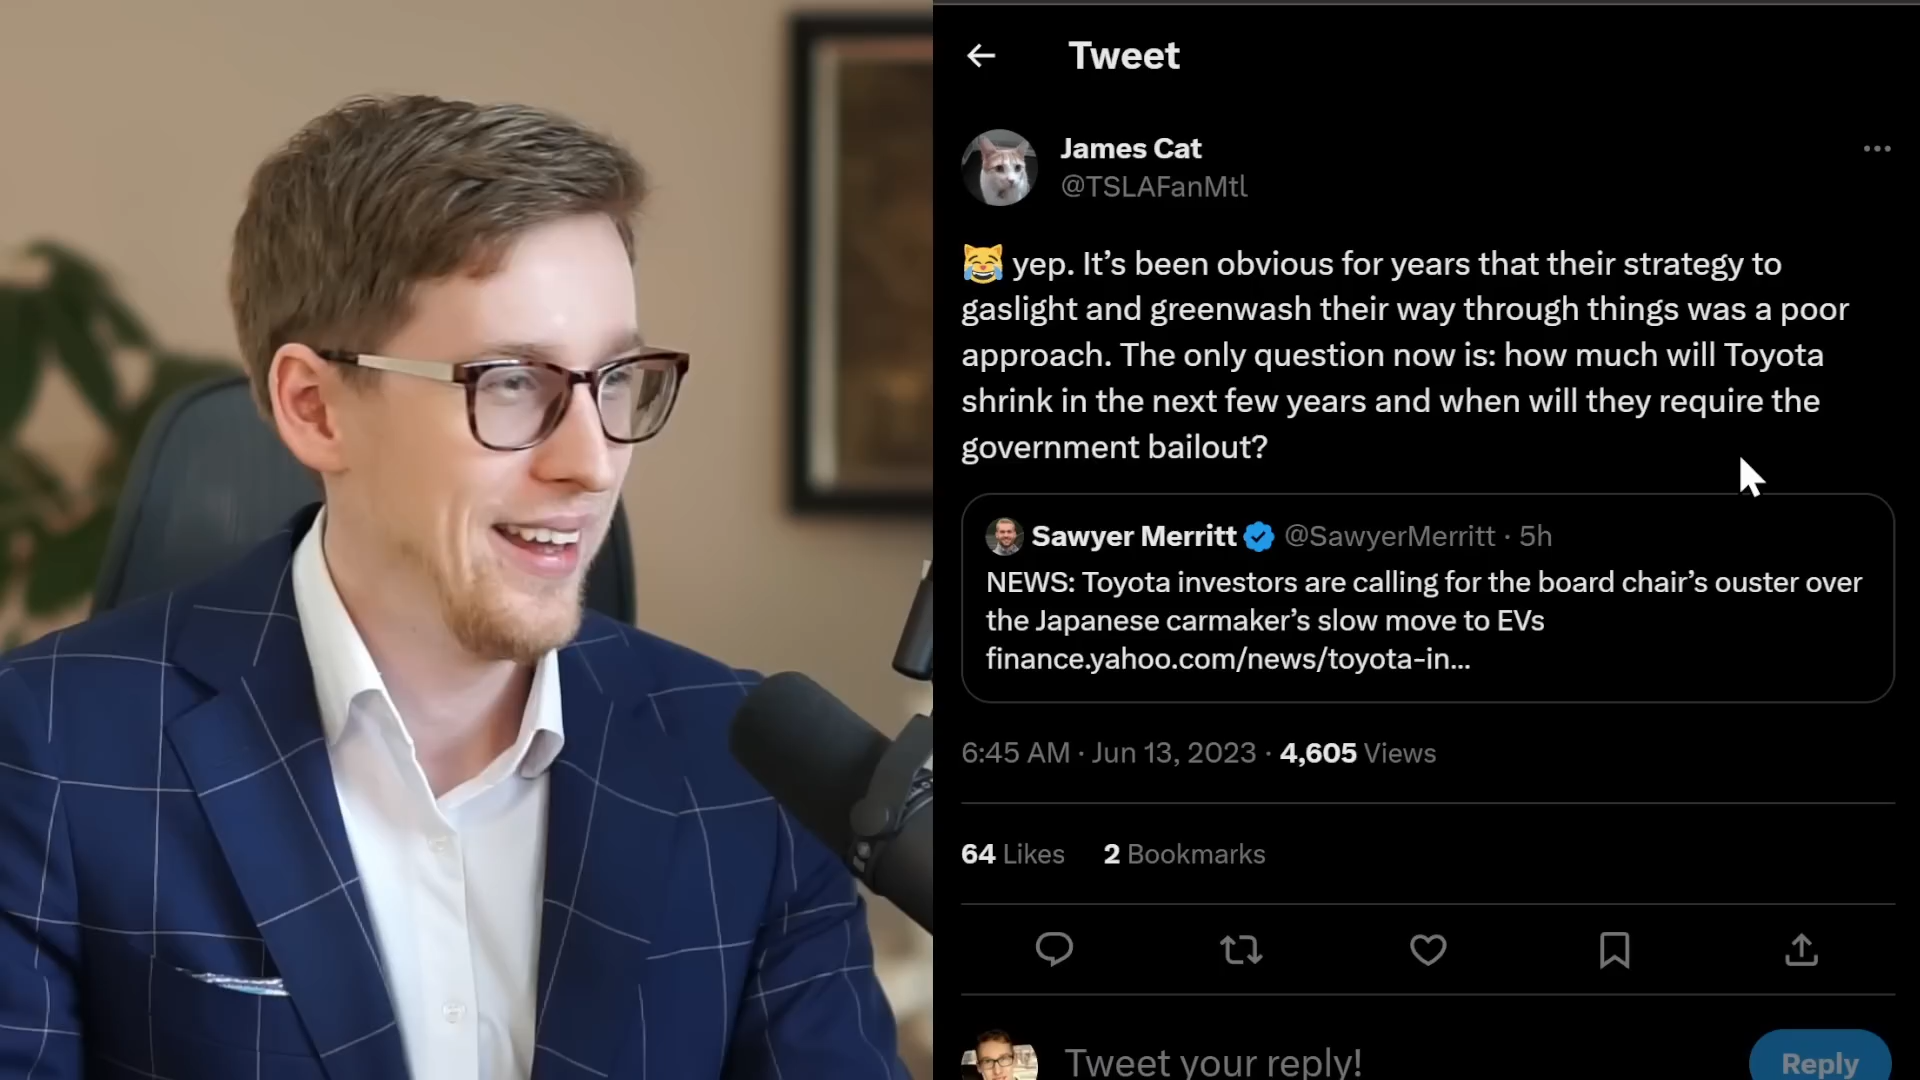 Tweet
James Cat
@TSLAFanMtl
😹 yep. It’s been obvious for years that their strategy to
gaslight and greenwash their way through things was a poor
approach. The only question now is: how much will Toyota
shrink in the next few years and when will they require the
government bailout?
Sawyer Merritt @SawyerMerritt · 5h
NEWS: Toyota investors are calling for the board chair’s ouster over
the Japanese carmaker’s slow move to EVs
finance.yahoo.com/news/toyota-in...
6:45 AM · Jun 13, 2023 · 4,605 Views
64 Likes 2 Bookmarks
Tweet your reply!
Reply